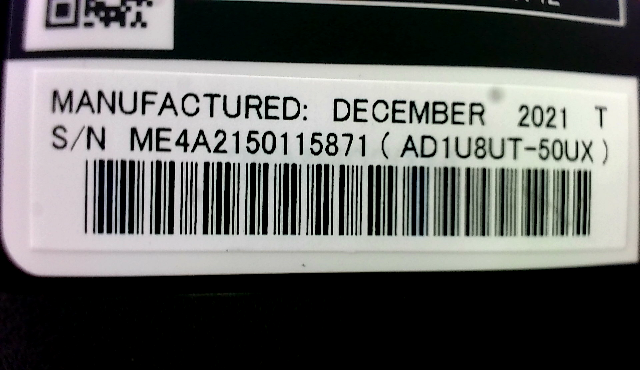 MANUFACTURED: DECEMBER 2021 T
S/N ME4A2150115871 ( AD1U8UT-50UX )